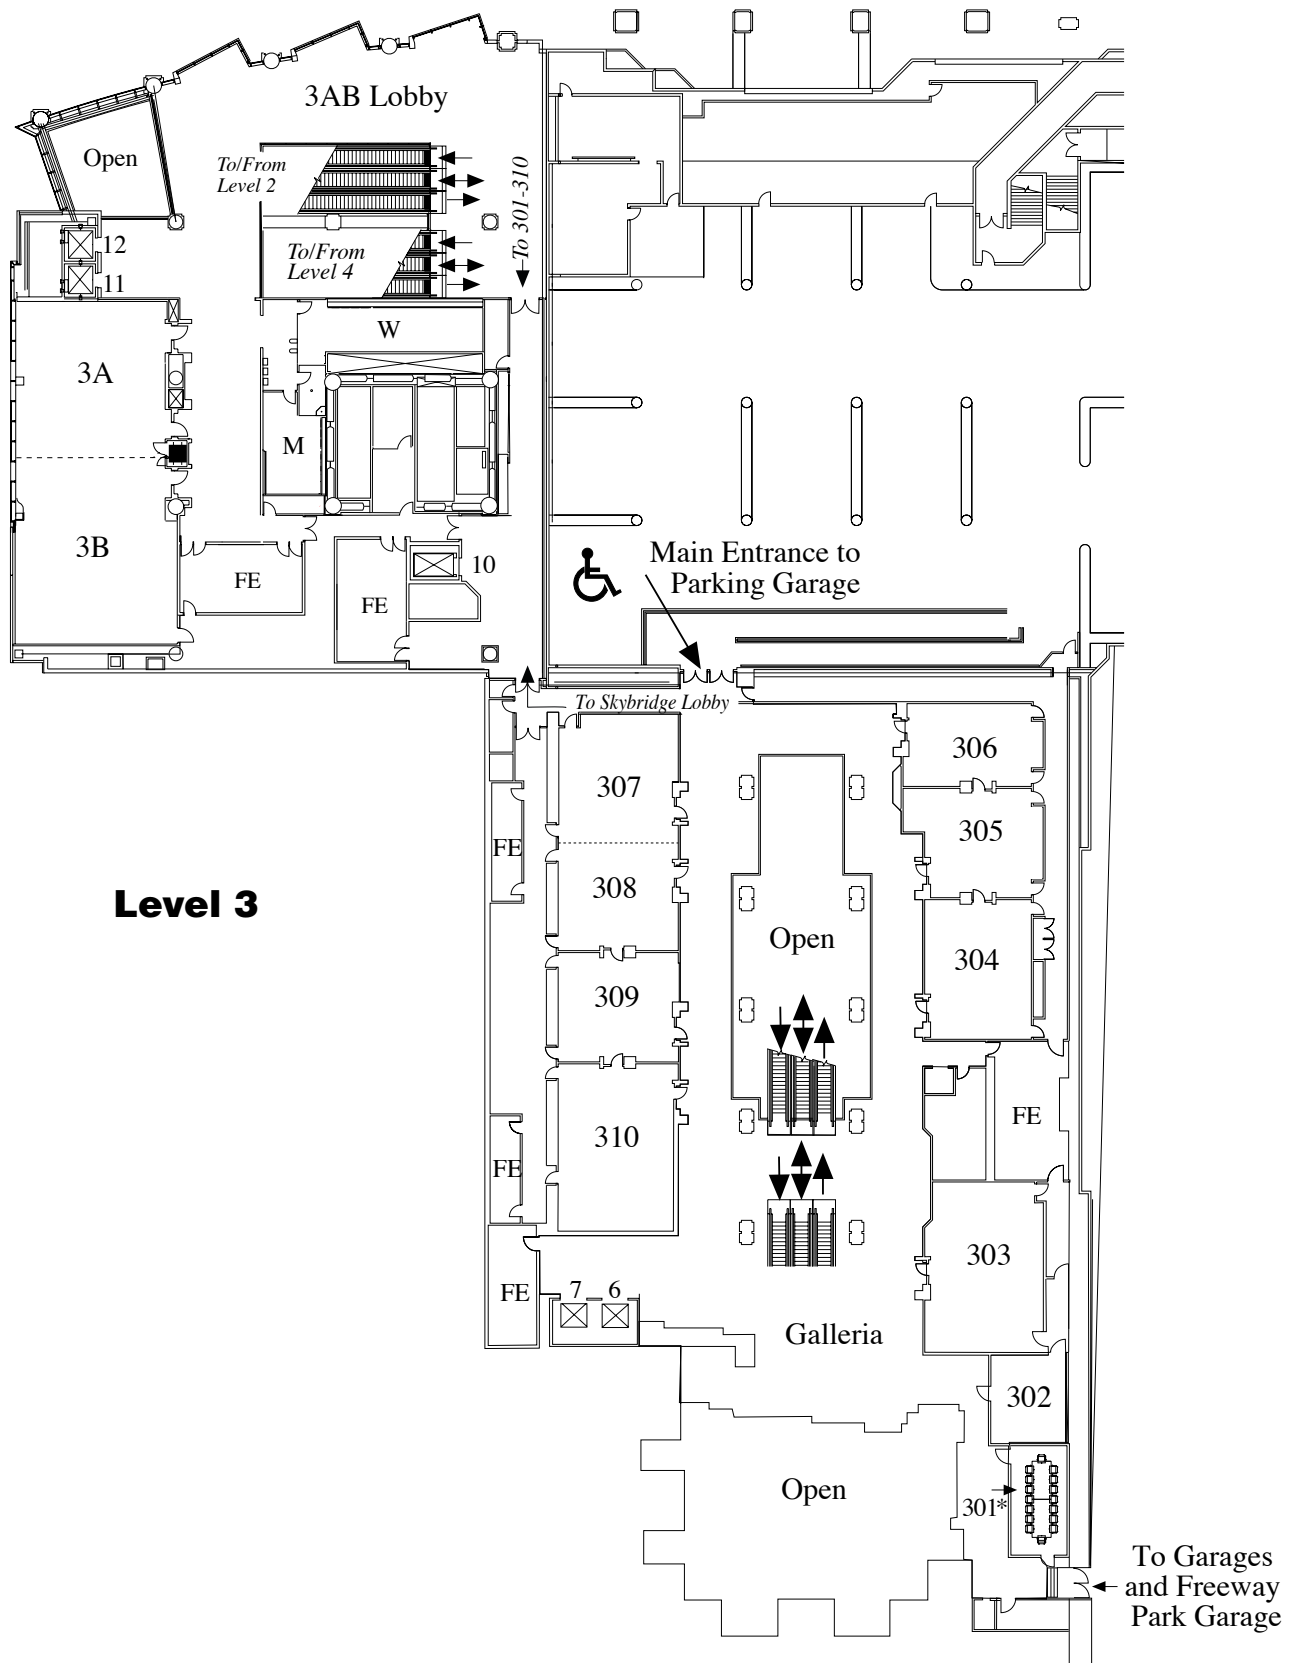 3AB Lobby
Open
To/From
Level 2
To 301-310
To/From
Level 4
12
11
W
3A
M
3B
FE
FE
10
Main Entrance to
Parking Garage
To Skybridge Lobby
306
307
305
FE
308
Level 3
Open
304
309
FE
310
FE
303
FE
7
6
Galleria
302
Open
301*
To Garages
and Freeway
Park Garage